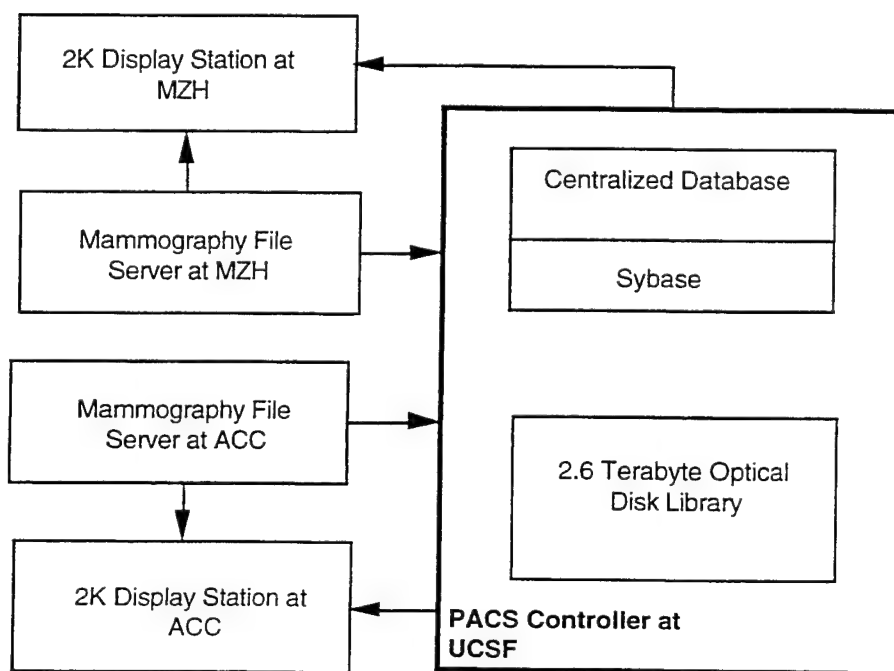 2K Display Station at
MZH
Mammography File
Server at MZH
Mammography File
Server at ACC
2K Display Station at
ACC
Centralized Database
Sybase
2.6 Terabyte Optical
Disk Library
PACS Controller at
UCSF